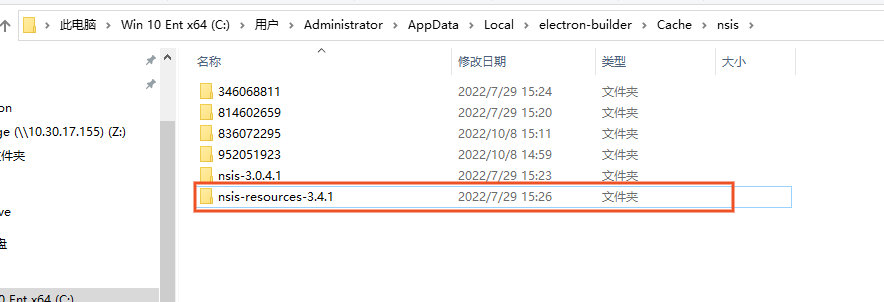 此电脑 > Win 10 Ent x64 (C:) > 用户 > Administrator > AppData > Local > electron-builder > Cache > nsis >
名称 修改日期 类型 大小
346068811 2022/7/29 15:24 文件夹
814602659 2022/7/29 15:20 文件夹
836072295 2022/10/8 15:11 文件夹
952051923 2022/10/8 14:59 文件夹
nsis-3.0.4.1 2022/7/29 15:23 文件夹
nsis-resources-3.4.1 2022/7/29 15:26 文件夹
on
ge (\\10.30.17.155) (Z:)
件夹
ve
盘
0 Ent x64 (C:)